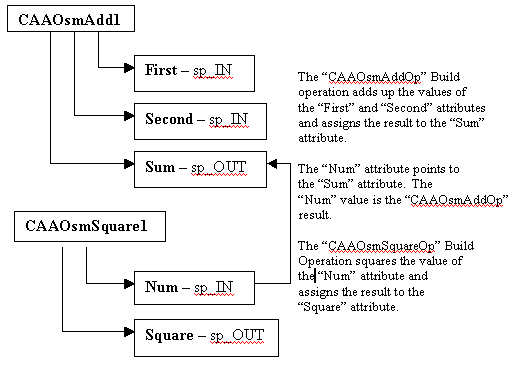 CAAOsmAdd1
First – sp_IN
Second – sp_IN
Sum – sp_OUT
CAAOsmSquare1
Num – sp_IN
Square – sp_OUT
The “CAAOsmAddOp” Build
operation adds up the values of
the “First” and “Second” attributes
and assigns the result to the “Sum”
attribute.
The “Num” attribute points to
the “Sum” attribute. The
“Num” value is the “CAAOsmAddOp”
result.
The “CAAOsmSquareOp” Build
Operation squares the value of
the “Num” attribute and
assigns the result to the
“Square” attribute.